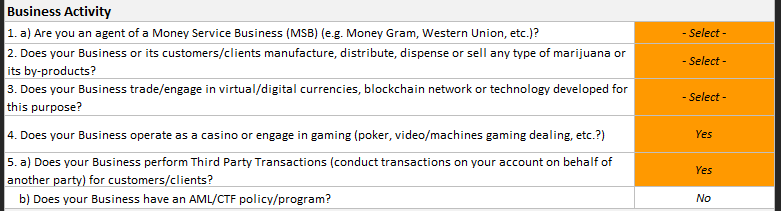 Business Activity
1. a) Are you an agent of a Money Service Business (MSB) (e.g. Money Gram, Western Union, etc.)?
- Select -
2. Does your Business or its customers/clients manufacture, distribute, dispense or sell any type of marijuana or
its by-products?
- Select -
3. Does your Business trade/engage in virtual/digital currencies, blockchain network or technology developed for
this purpose?
- Select -
4. Does your Business operate as a casino or engage in gaming (poker, video/machines gaming dealing, etc.?)
Yes
5. a) Does your Business perform Third Party Transactions (conduct transactions on your account on behalf of
another party) for customers/clients?
Yes
b) Does your Business have an AML/CTF policy/program?
No